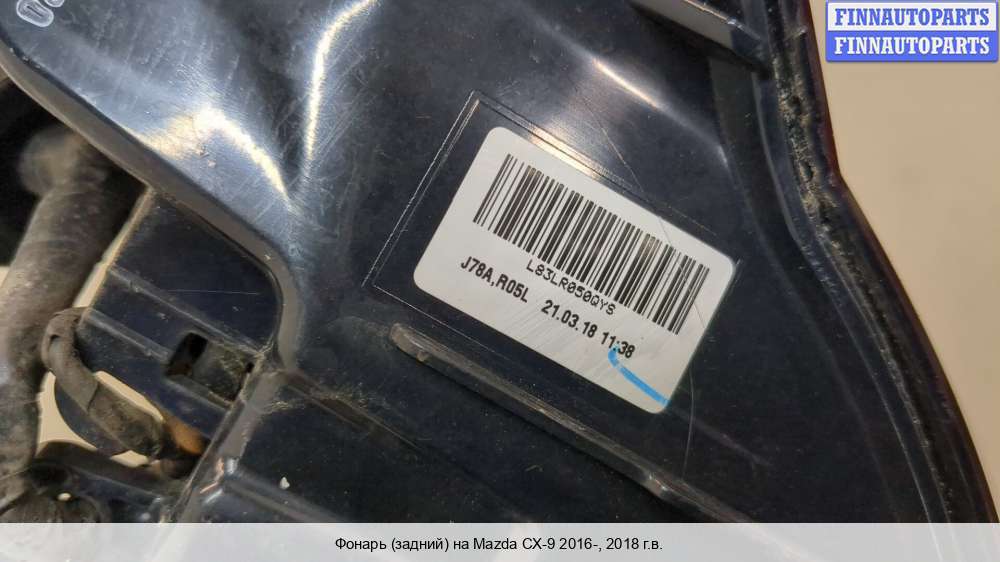 FINNAUTOPARTS
FINNAUTOPARTS
L83LR050QYS
J78A,R05L 21.03.18 11:38
Фонарь (задний) на Mazda CX-9 2016-, 2018 г.в.